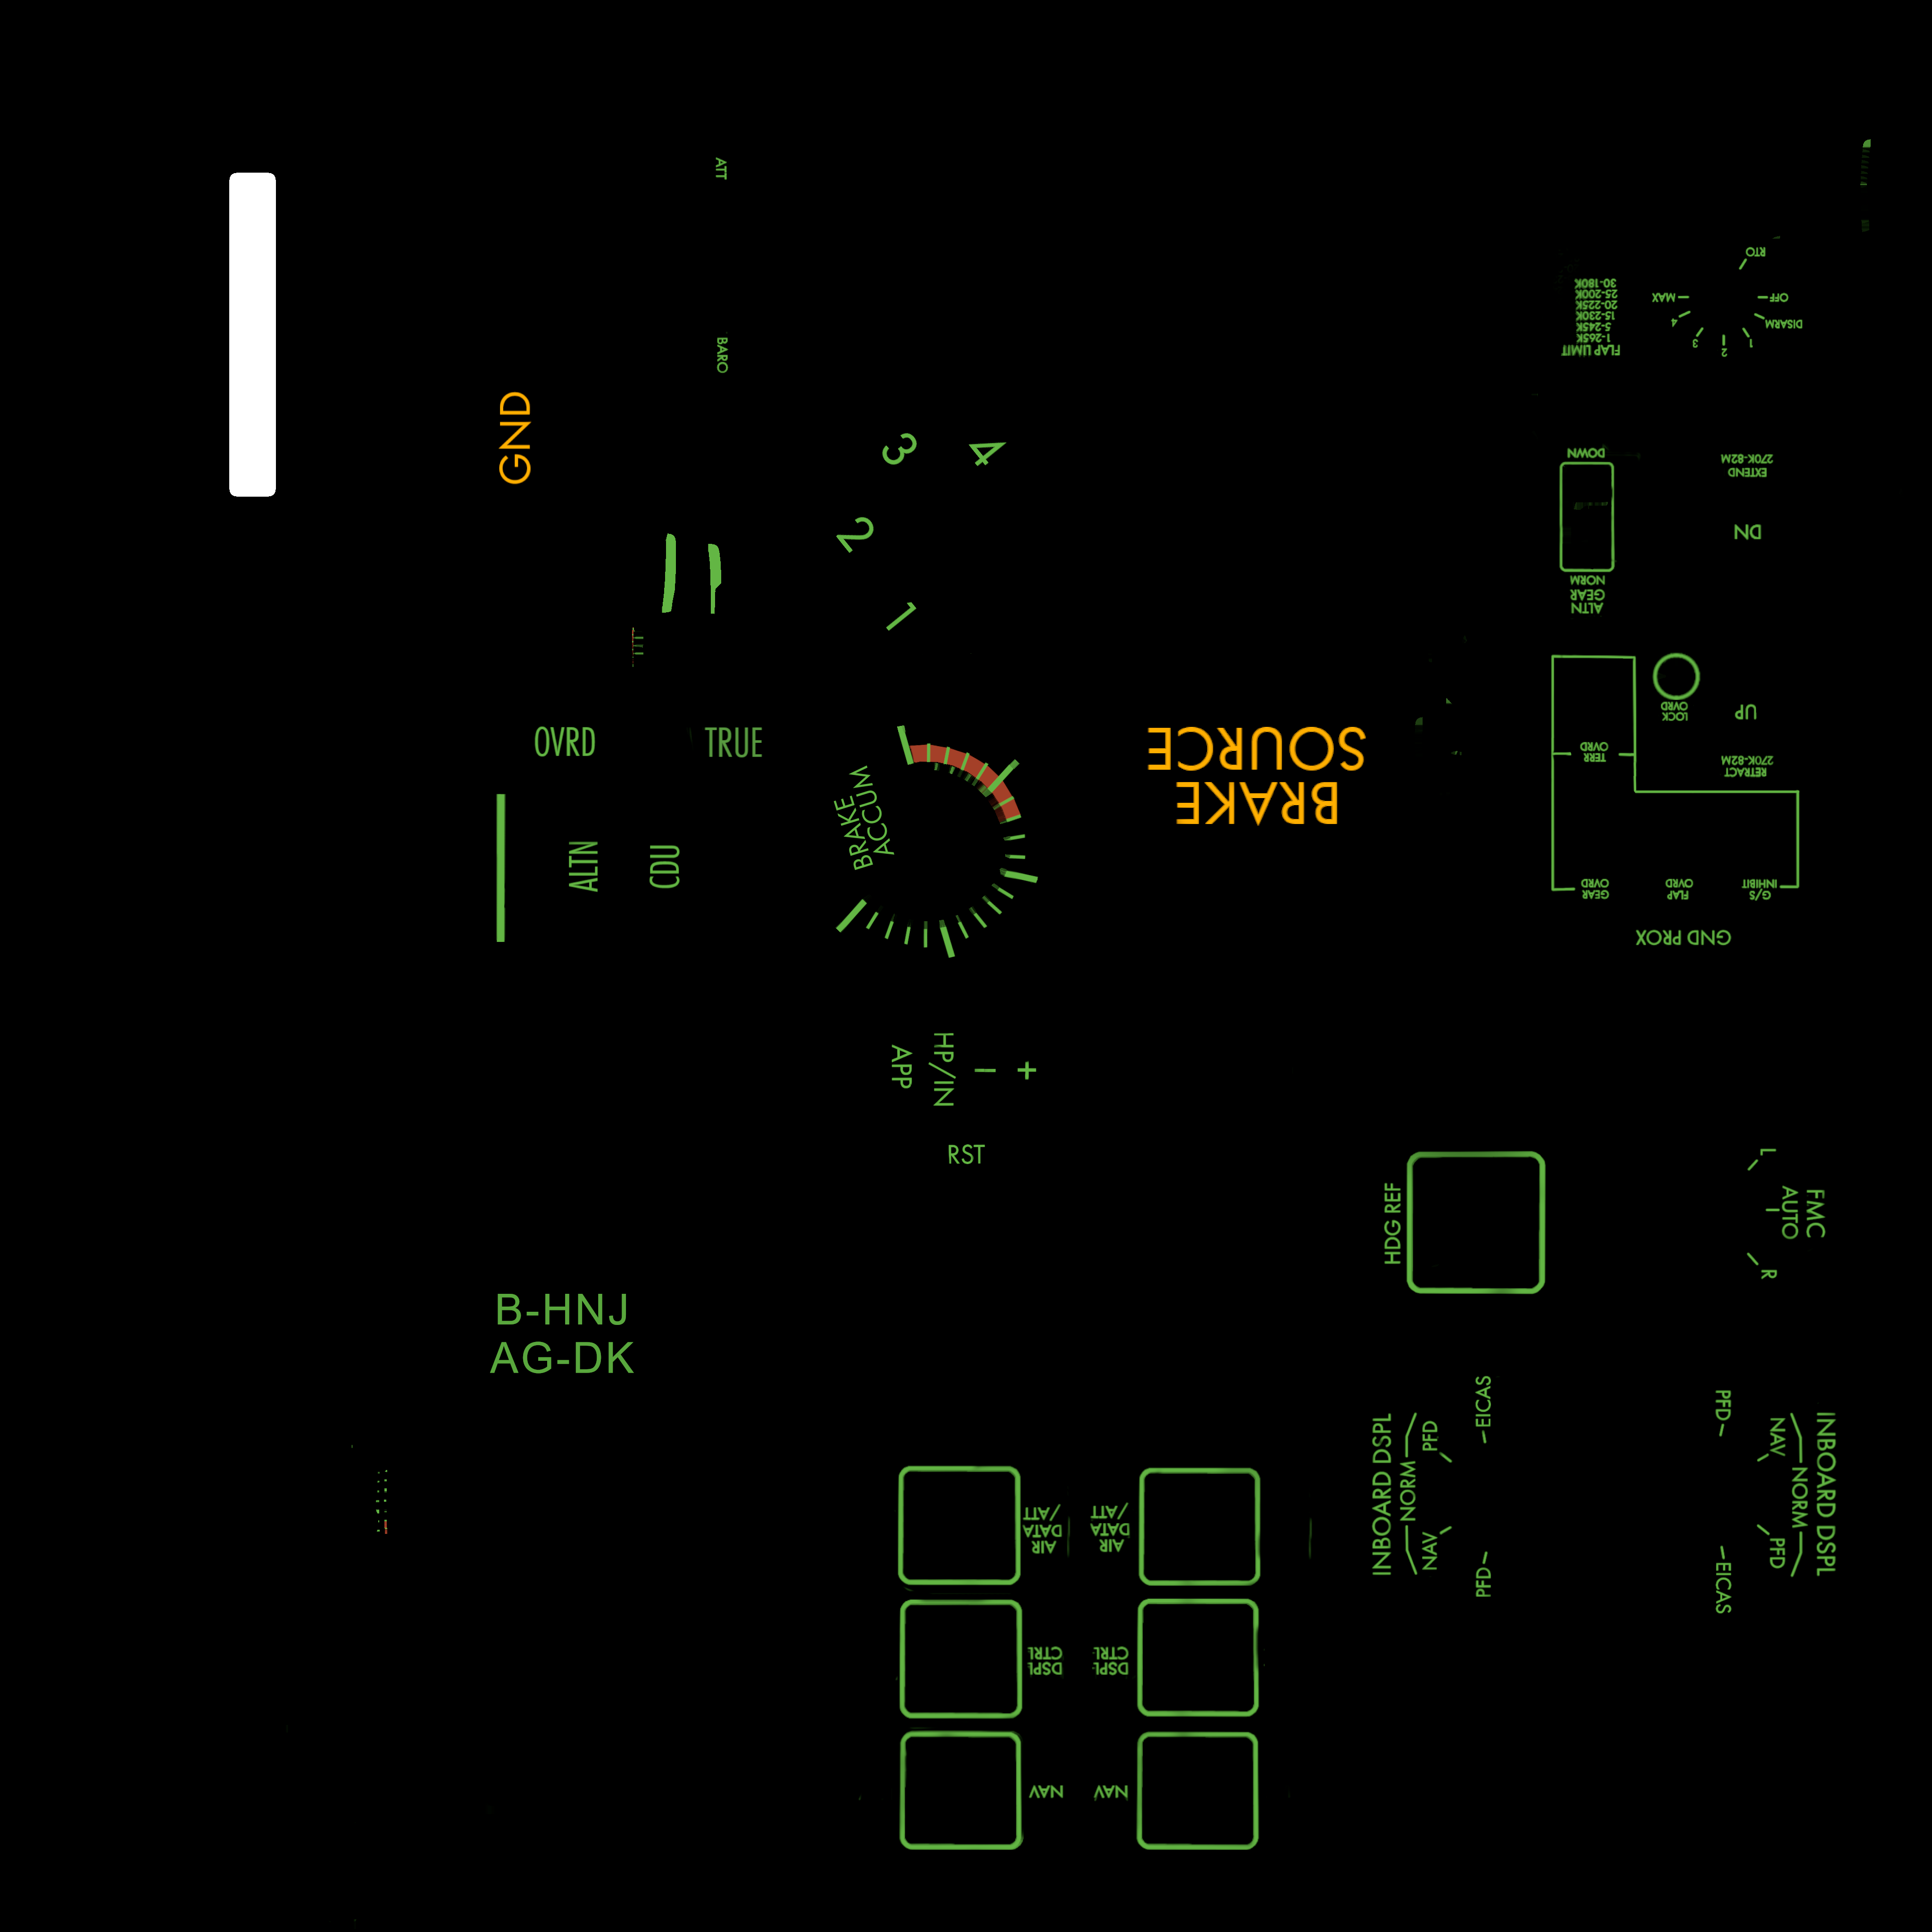 ATT
BARO
GND
3
4
2
1
OVRD
TRUE
ALTN
CDU
BRAKE
ACCUM
BRAKE
SOURCE
APP
HP/IN
-
+
RST
B-HNJ
AG-DK
RTO
OFF
DISARM
1
2
3
4
MAX
FLAP LIMIT
1-265K
5-245K
15-230K
20-225K
25-200K
30-180K
ALTN
GEAR
NORM
DOWN
EXTEND
270K-82M
DN
LOCK
OVRD
UP
RETRACT
270K-82M
TERR
OVRD
GND PROX
G/S
INHIBIT
FLAP
OVRD
GEAR
OVRD
HDG REF
L
FMC
AUTO
R
INBOARD DSPL
NORM
EICAS
PFD
NAV
PFD
INBOARD DSPL
NORM
PFD
NAV
PFD
EICAS
AIR
DATA
/ATT
AIR
DATA
/ATT
DSPL
CTRL
DSPL
CTRL
NAV
NAV